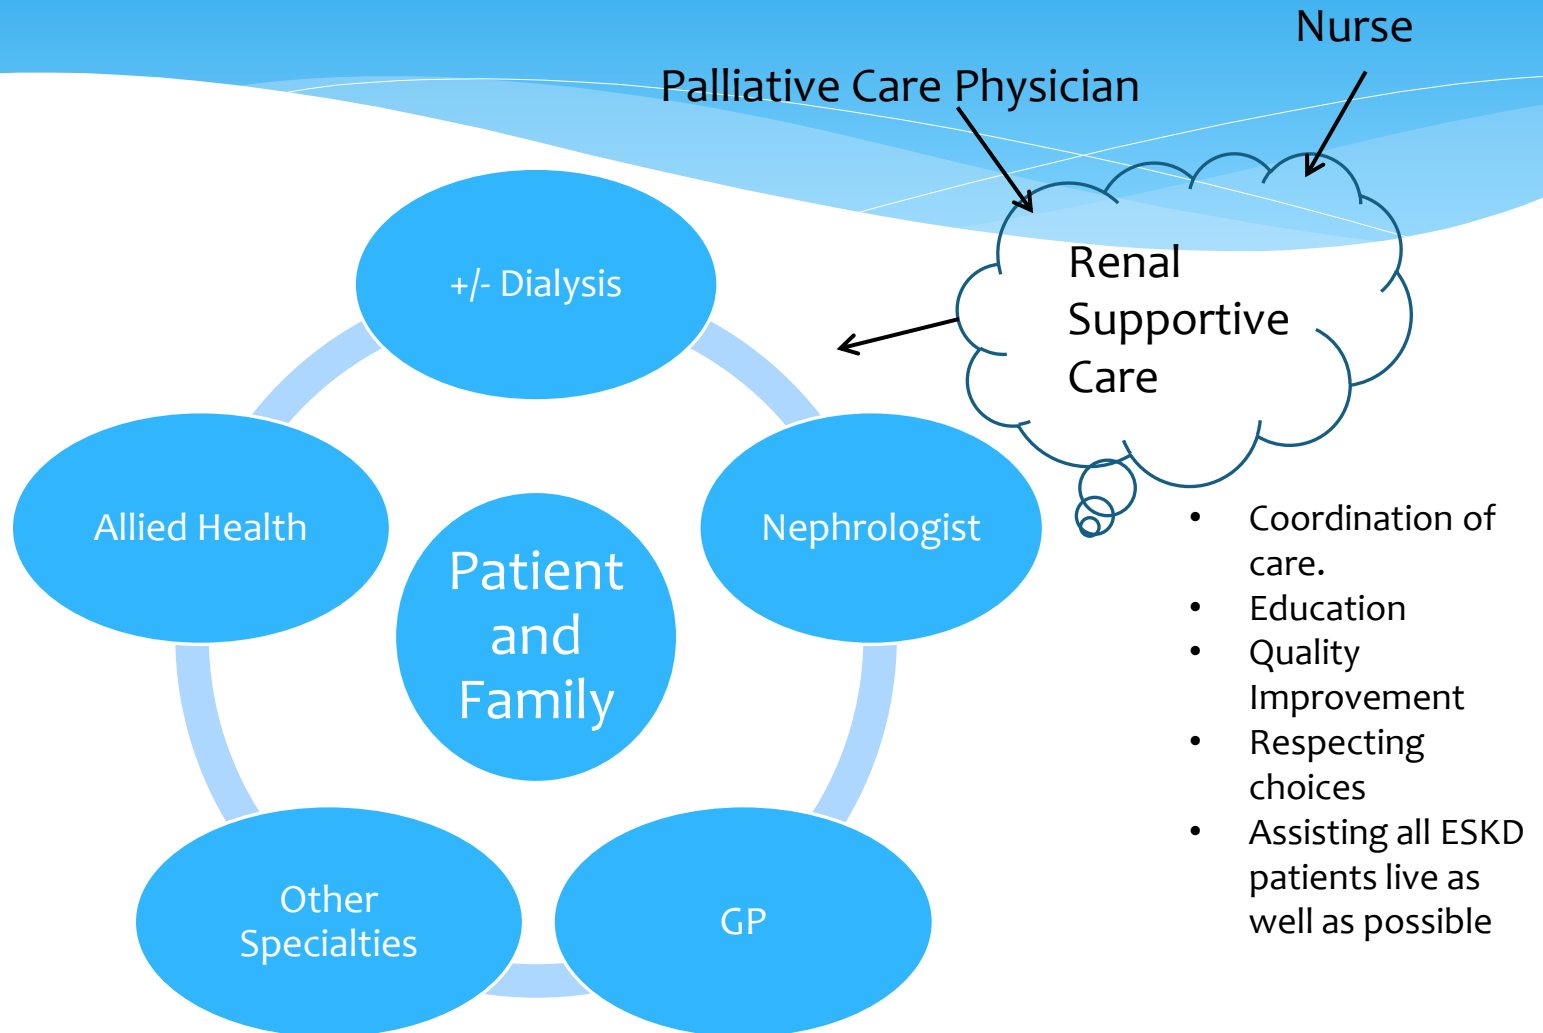 Nurse
Palliative Care Physician
Renal
Supportive
Care
+/- Dialysis
Allied Health
Nephrologist
Patient
and
Family
Other
Specialties
GP
• Coordination of
care.
• Education
• Quality
Improvement
• Respecting
choices
• Assisting all ESKD
patients live as
well as possible